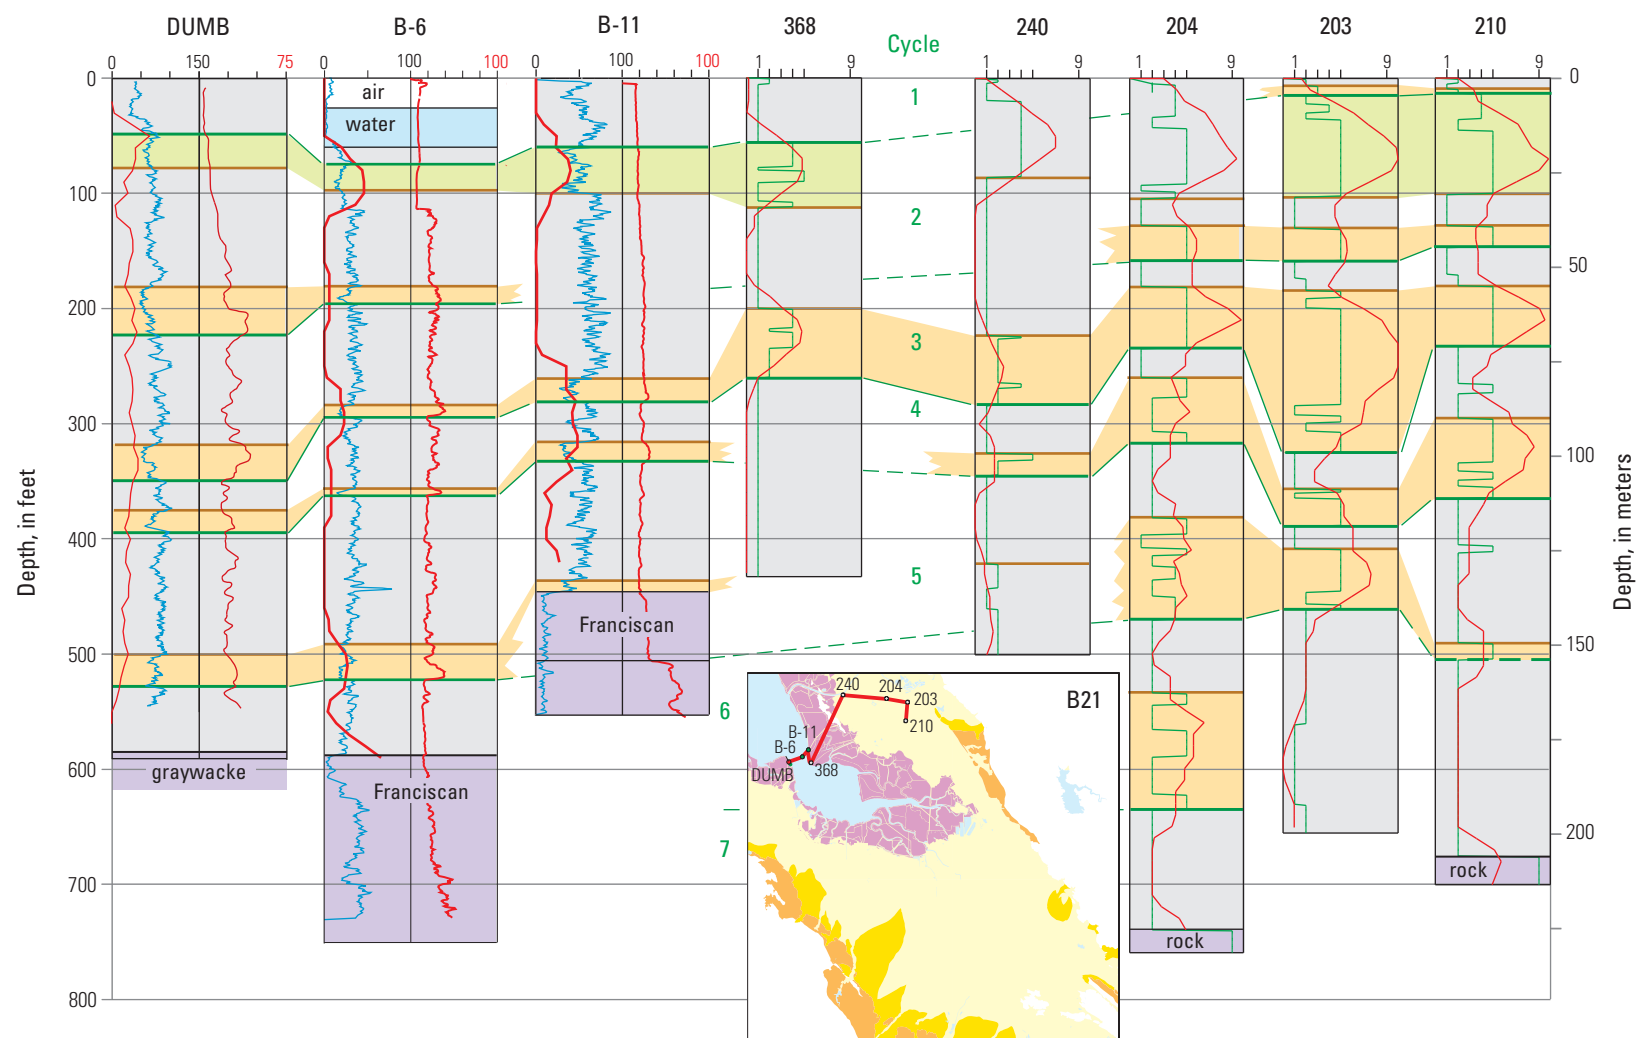 DUMB B-6 B-11 368 Cycle 240 204 203 210
0 150 75 0 100 100 0 100 100 1 9 1 9 1 9 1 9 1 9
0 air 0
1
water
100
2
50
200
3
300
4
100
400
5
Depth, in feet
Depth, in meters
Franciscan
500 150
B21
240 204 203
210
B-11
B-6
DUMB 368
6
600
graywacke
Franciscan
200
7
700
rock
rock
800